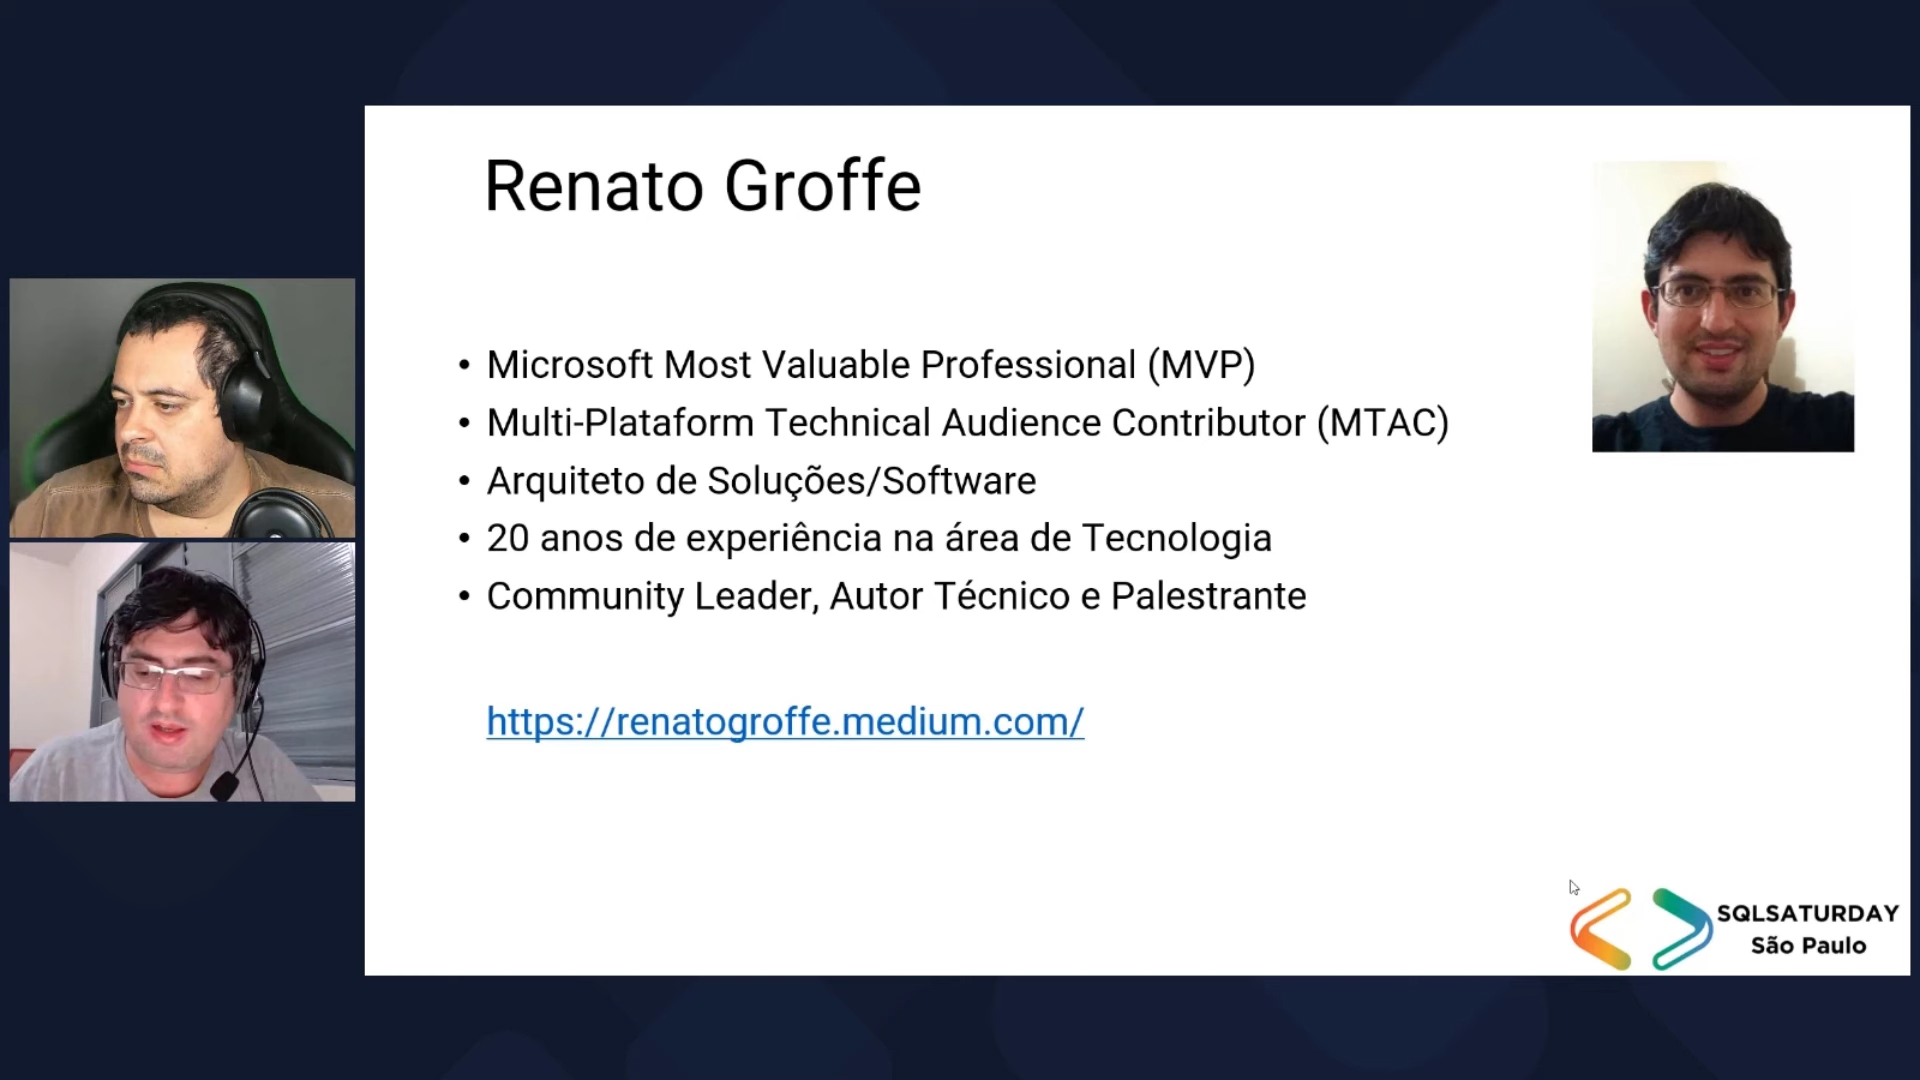 Renato Groffe
• Microsoft Most Valuable Professional (MVP)
• Multi-Plataform Technical Audience Contributor (MTAC)
• Arquiteto de Soluções/Software
• 20 anos de experiência na área de Tecnologia
• Community Leader, Autor Técnico e Palestrante
https://renatogroffe.medium.com/
SQLSATURDAY
São Paulo